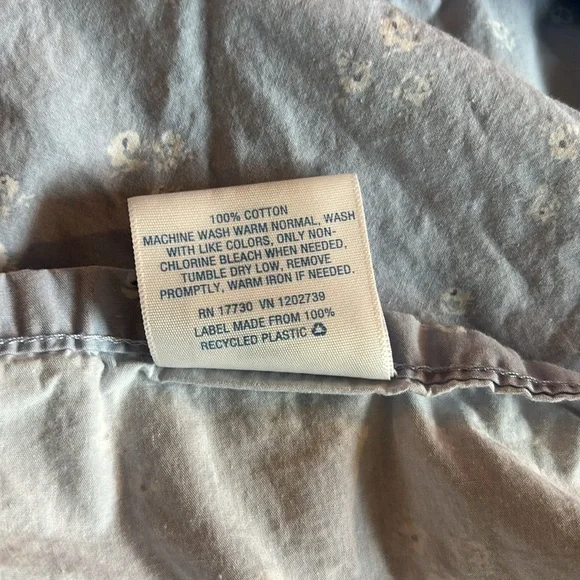 100% COTTON
MACHINE WASH WARM NORMAL, WASH
WITH LIKE COLORS, ONLY NON-
CHLORINE BLEACH WHEN NEEDED,
TUMBLE DRY LOW, REMOVE
PROMPTLY, WARM IRON IF NEEDED.
RN 17730 VN 1202739
LABEL MADE FROM 100%
RECYCLED PLASTIC